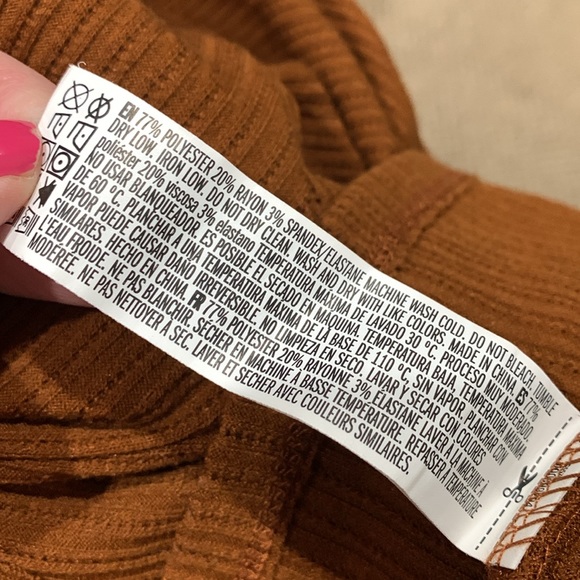 EN 77% POLYESTER 20% RAYON 3% SPANDEX/ELASTANE MACHINE WASH COLD. DO NOT BLEACH. TUMBLE
DRY LOW. IRON LOW. DO NOT DRY CLEAN. WASH AND DRY WITH LIKE COLORS. MADE IN CHINA. ES 77%
poliéster 20% viscosa 3% elastano TEMPERATURA MÁXIMA DE LAVADO 30 °C. PROCESO MUY MODERADO.
NO USAR BLANQUEADOR. ES POSIBLE EL SECADO EN MÁQUINA, TEMPERATURA BAJA, TEMPERATURA MÁXIMA
DE 60 °C. PLANCHAR A UNA TEMPERATURA MÁXIMA DE LA BASE DE 110 °C, SIN VAPOR. PLANCHAR CON
VAPOR PUEDE CAUSAR DAÑO IRREVERSIBLE. NO LIMPIEZA EN SECO. LAVAR Y SECAR CON COLORES
SIMILARES. HECHO EN CHINA FR 77% POLYESTER 20% RAYONNE 3% ELASTANE LAVER À LA MACHINE À
L'EAU FROIDE. NE PAS BLANCHIR. SÉCHER EN MACHINE À BASSE TEMPÉRATURE. REPASSER À TEMPÉRATURE
MODÉRÉE. NE PAS NETTOYER À SEC. LAVER ET SÉCHER AVEC COULEURS SIMILAIRES.